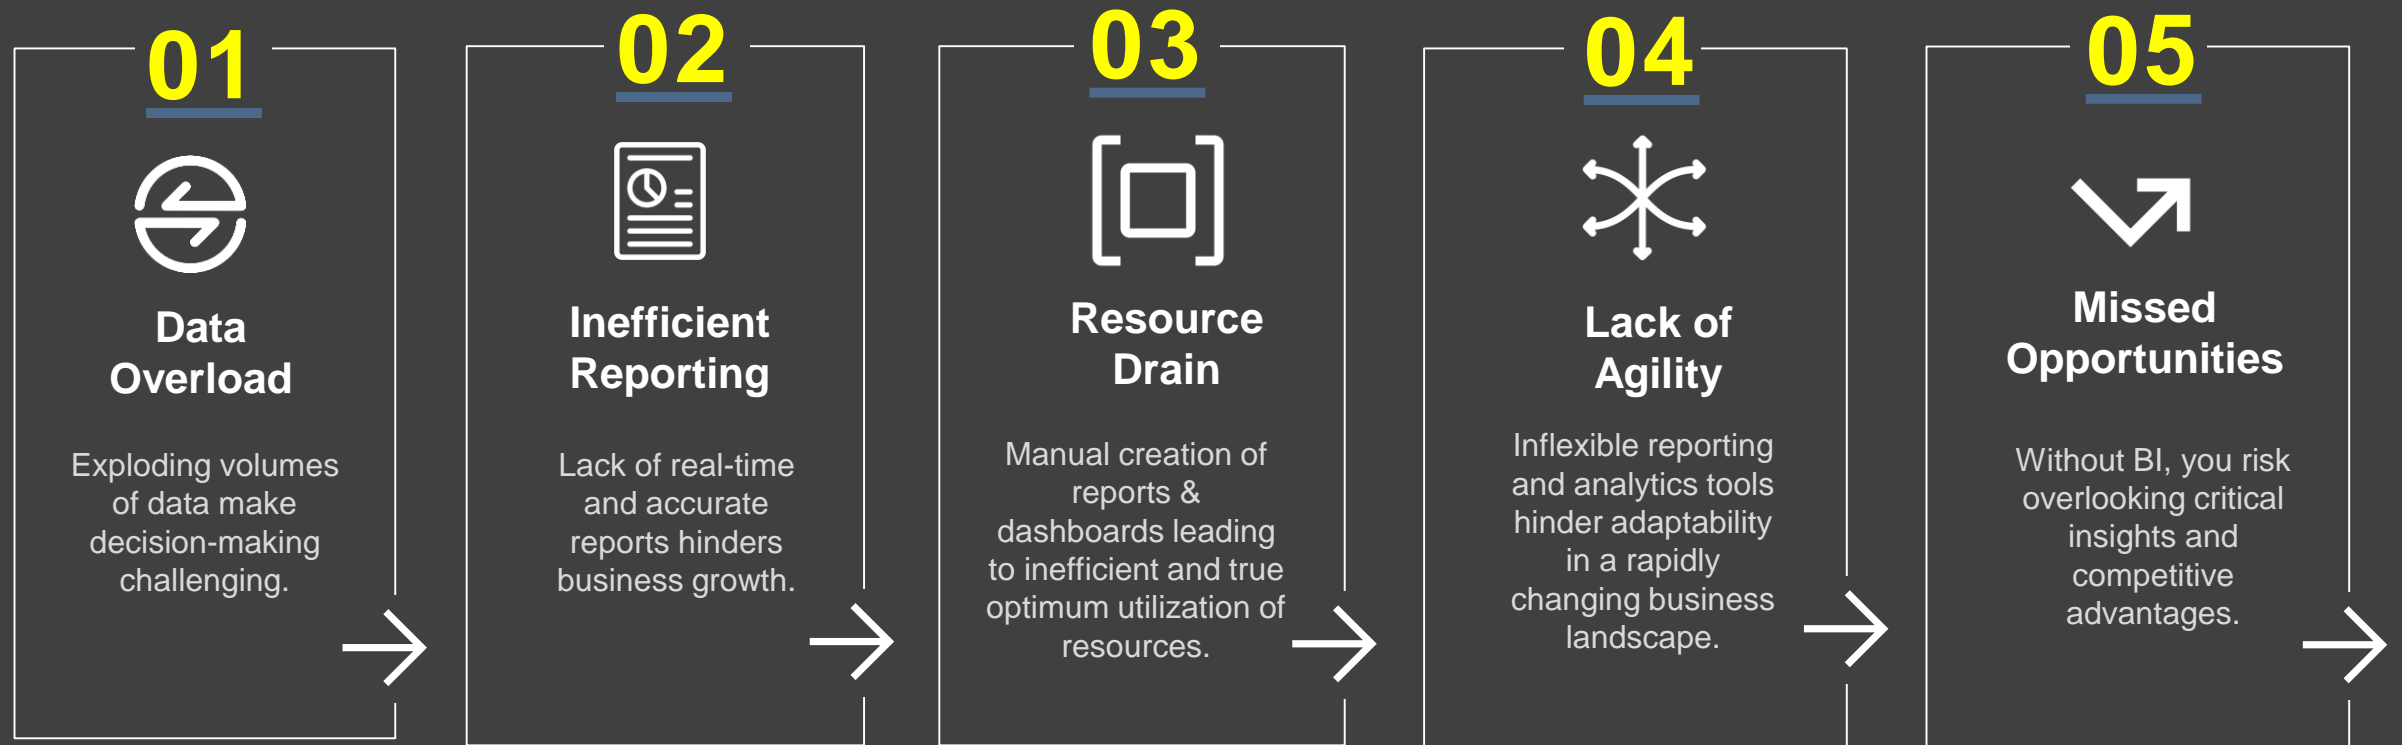 01
Data
Overload
Exploding volumes
of data make
decision-making
challenging.
02
Inefficient
Reporting
Lack of real-time
and accurate
reports hinders
business growth.
03
Resource
Drain
Manual creation of
reports &
dashboards leading
to inefficient and true
optimum utilization of
resources.
04
Lack of
Agility
Inflexible reporting
and analytics tools
hinder adaptability
in a rapidly
changing business
landscape.
05
Missed
Opportunities
Without BI, you risk
overlooking critical
insights and
competitive
advantages.